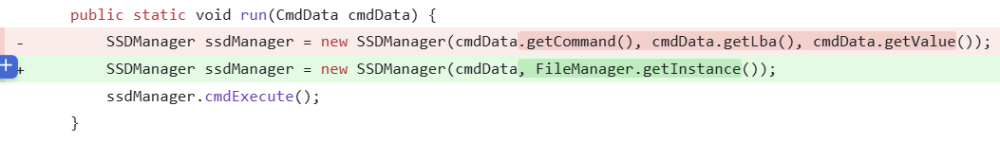 public static void run(CmdData cmdData) {
-        SSDManager ssdManager = new SSDManager(cmdData.getCommand(), cmdData.getLba(), cmdData.getValue());
+        SSDManager ssdManager = new SSDManager(cmdData, FileManager.getInstance());
ssdManager.cmdExecute();
}